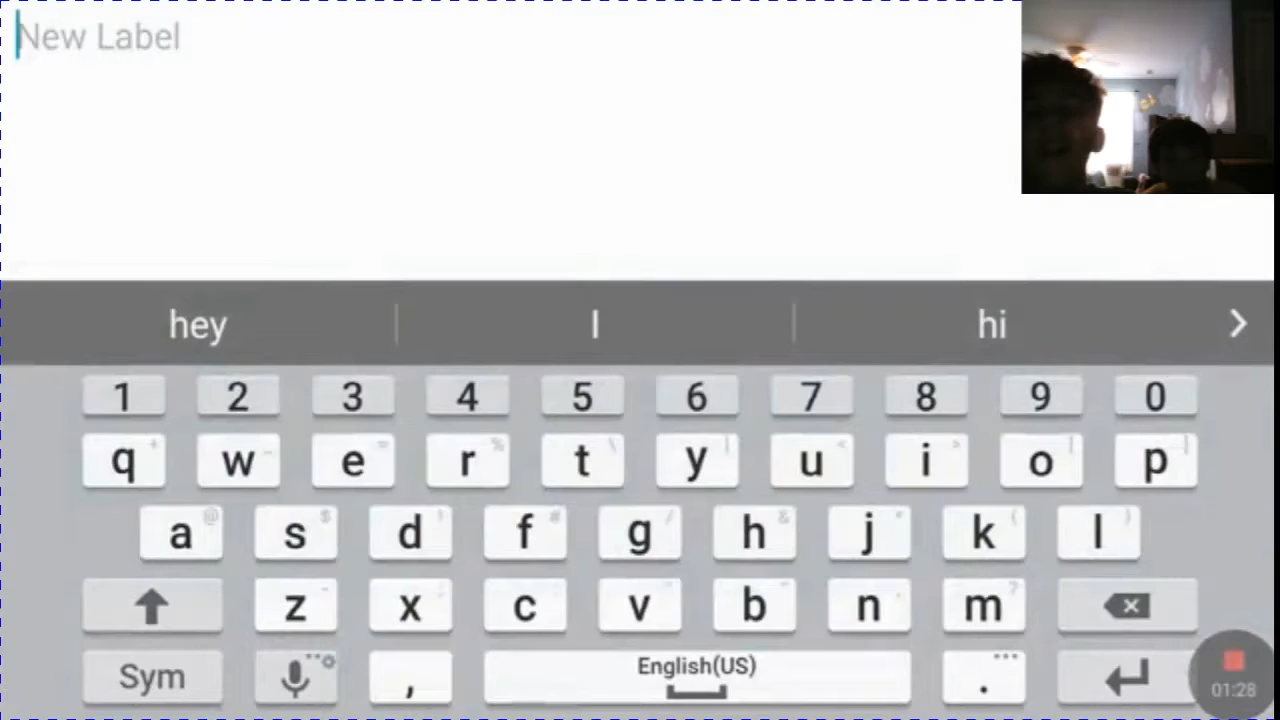 New Label
hey I hi
1 2 3 4 5 6 7 8 9 0
q w e r t y u i o p
a s d f g h j k l
z x c v b n m
Sym , English(US) .
01:28